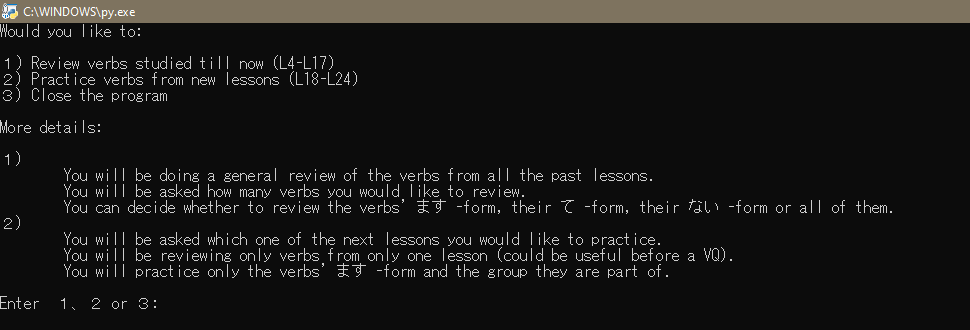 C:\WINDOWS\py.exe
Would you like to:
１) Review verbs studied till now (L4-L17)
２) Practice verbs from new lessons (L18-L24)
３) Close the program
More details:
１)
You will be doing a general review of the verbs from all the past lessons.
You will be asked how many verbs you would like to review.
You can decide whether to review the verbs' ます -form, their て -form, their ない -form or all of them.
２)
You will be asked which one of the next lessons you would like to practice.
You will be reviewing only verbs from only one lesson (could be useful before a VQ).
You will practice only the verbs' ます -form and the group they are part of.
Enter １、２ or ３: